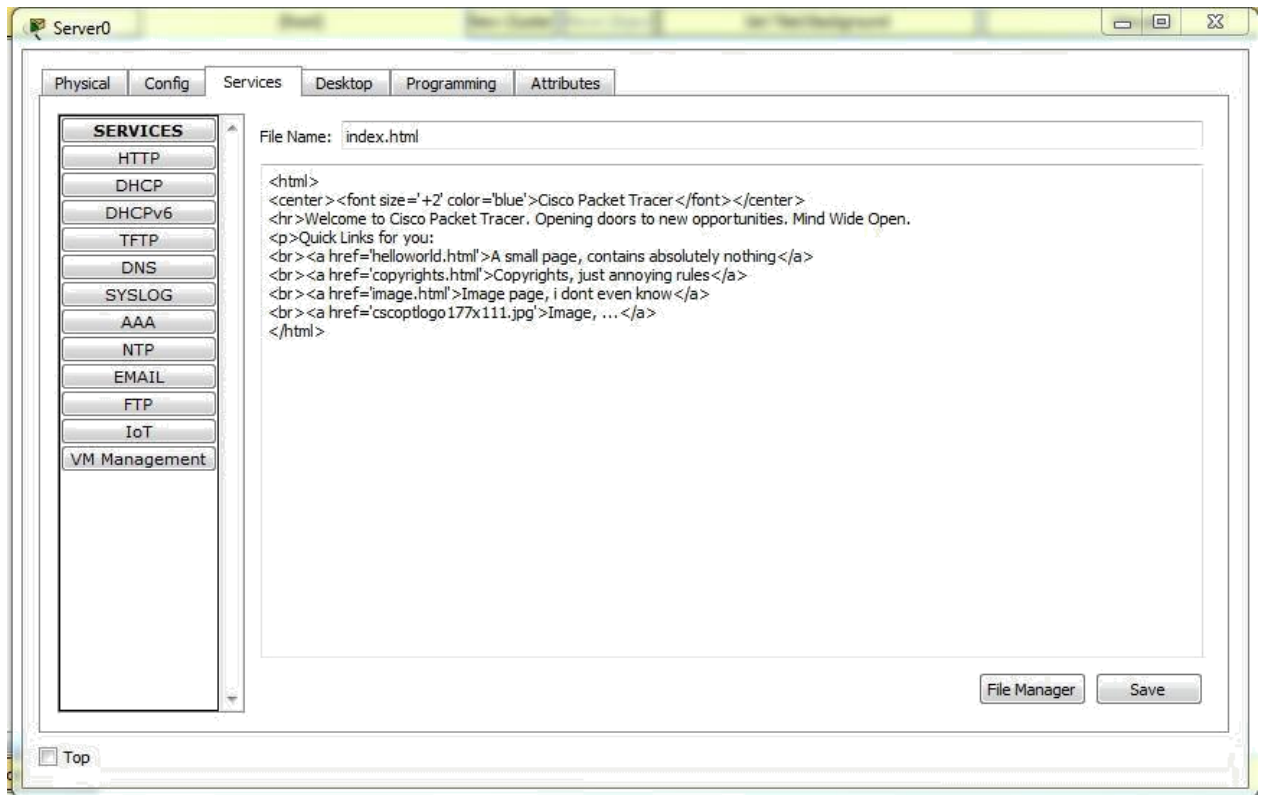 Server0
Physical Config Services Desktop Programming Attributes
SERVICES
HTTP
DHCP
DHCPv6
TFTP
DNS
SYSLOG
AAA
NTP
EMAIL
FTP
IoT
VM Management
File Name: index.html
<html>
<center><font size='+2' color='blue'>Cisco Packet Tracer</font></center>
<hr>Welcome to Cisco Packet Tracer. Opening doors to new opportunities. Mind Wide Open.
<p>Quick Links for you:
<br><a href='helloworld.html'>A small page, contains absolutely nothing</a>
<br><a href='copyrights.html'>Copyrights, just annoying rules</a>
<br><a href='image.html'>Image page, i dont even know</a>
<br><a href='cscoptlogo177x111.jpg'>Image, ...</a>
</html>
File Manager Save
Top